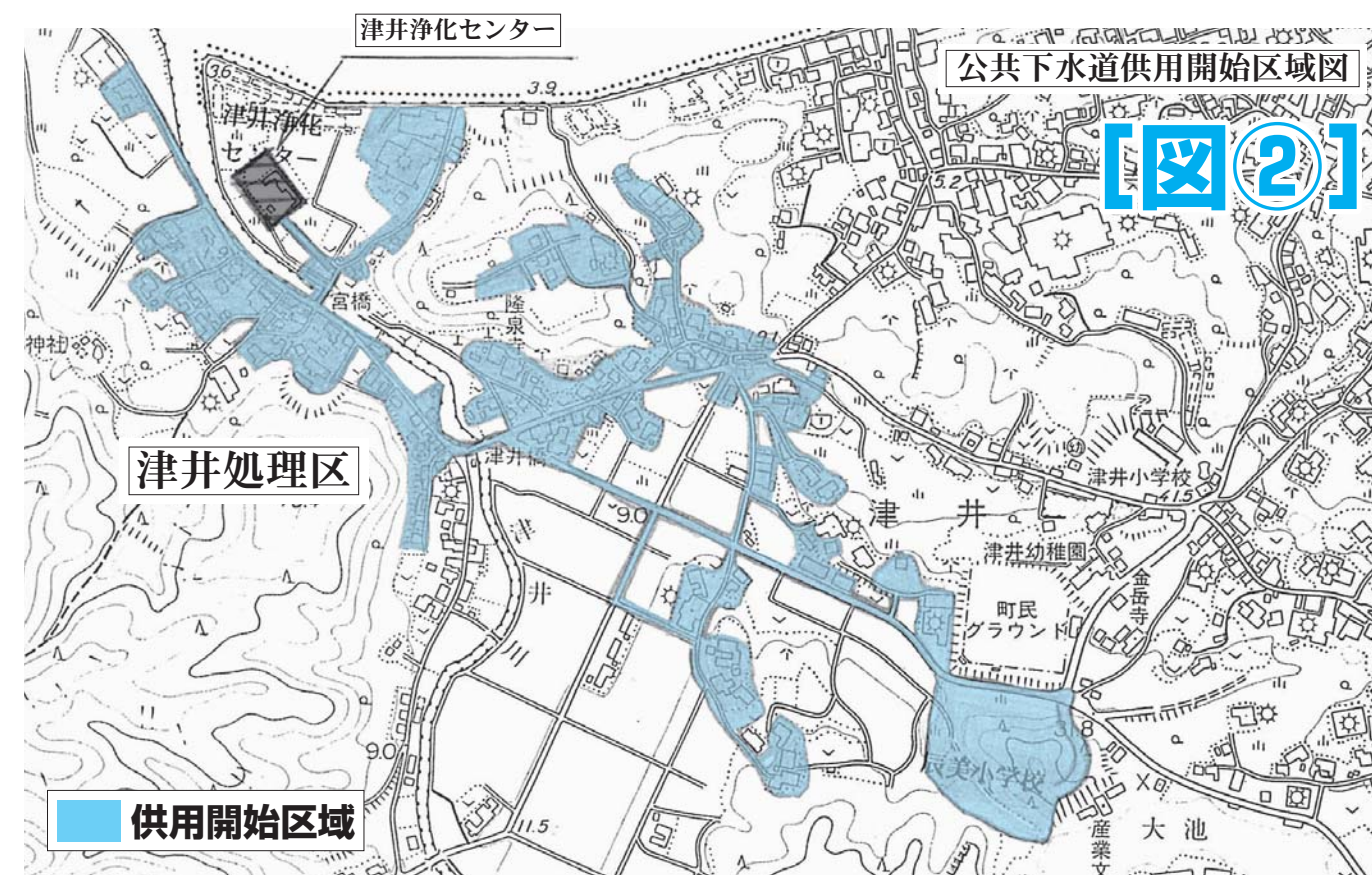 津井浄化センター
公共下水道供用開始区域図
[図②]
3.6
3.9
津井浄化
センター
5.2
宮橋
隆泉寺
神社
津井処理区
津井橋
津井小学校
41.5
津井
9.0
津井幼稚園
金岳寺
町民
グラウンド
津井川
辰美小学校
9.0
供用開始区域
11.5
大池
産業文